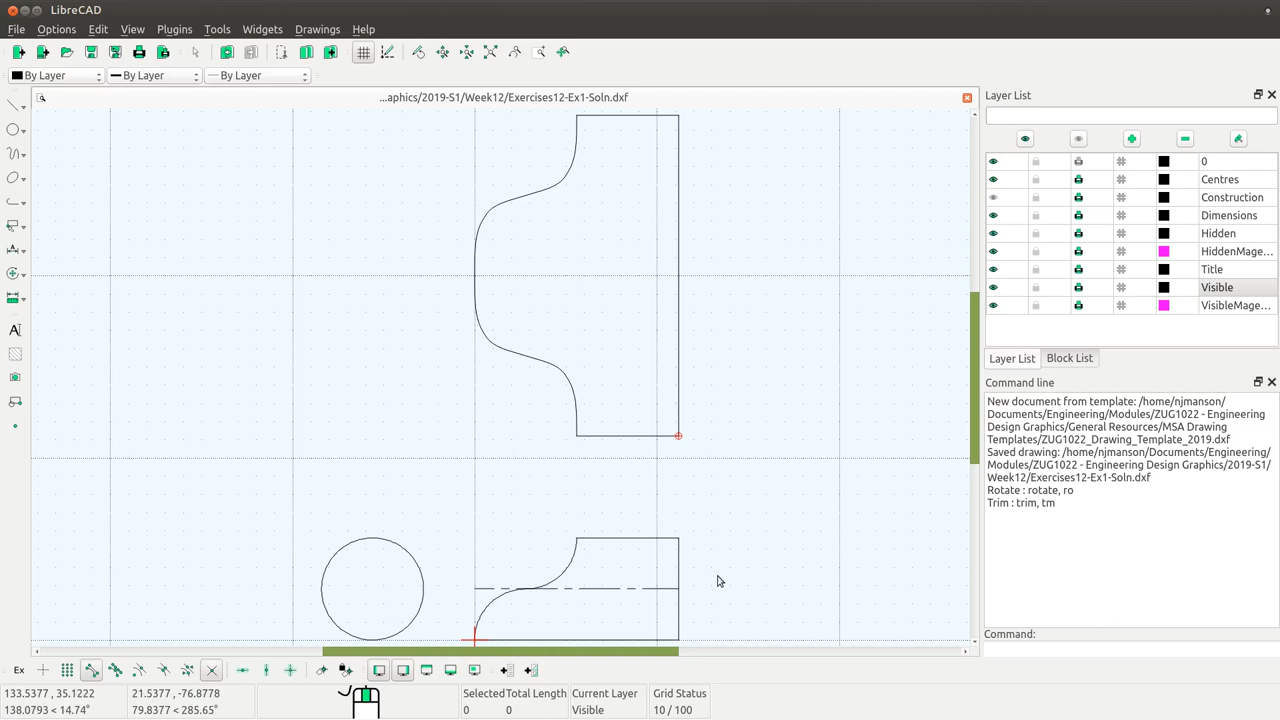 LibreCAD
File Options Edit View Plugins Tools Widgets Drawings Help
By Layer By Layer By Layer
...aphics/2019-S1/Week12/Exercises12-Ex1-Soln.dxf
Layer List
0
Centres
Construction
Dimensions
Hidden
HiddenMage...
Title
Visible
VisibleMage...
Layer List Block List
Command line
New document from template: /home/njmanson/
Documents/Engineering/Modules/ZUG1022 - Engineering
Design Graphics/General Resources/MSA Drawing
Templates/ZUG1022_Drawing_Template_2019.dxf
Saved drawing: /home/njmanson/Documents/Engineering/
Modules/ZUG1022 - Engineering Design Graphics/2019-S1/
Week12/Exercises12-Ex1-Soln.dxf
Rotate : rotate, ro
Trim : trim, tm
Command:
A
Ex
133.5377, 35.1222 21.5377, -76.8778 Selected Total Length Current Layer Grid Status
138.0793 < 14.74° 79.8377 < 285.65° 0 0 Visible 10 / 100